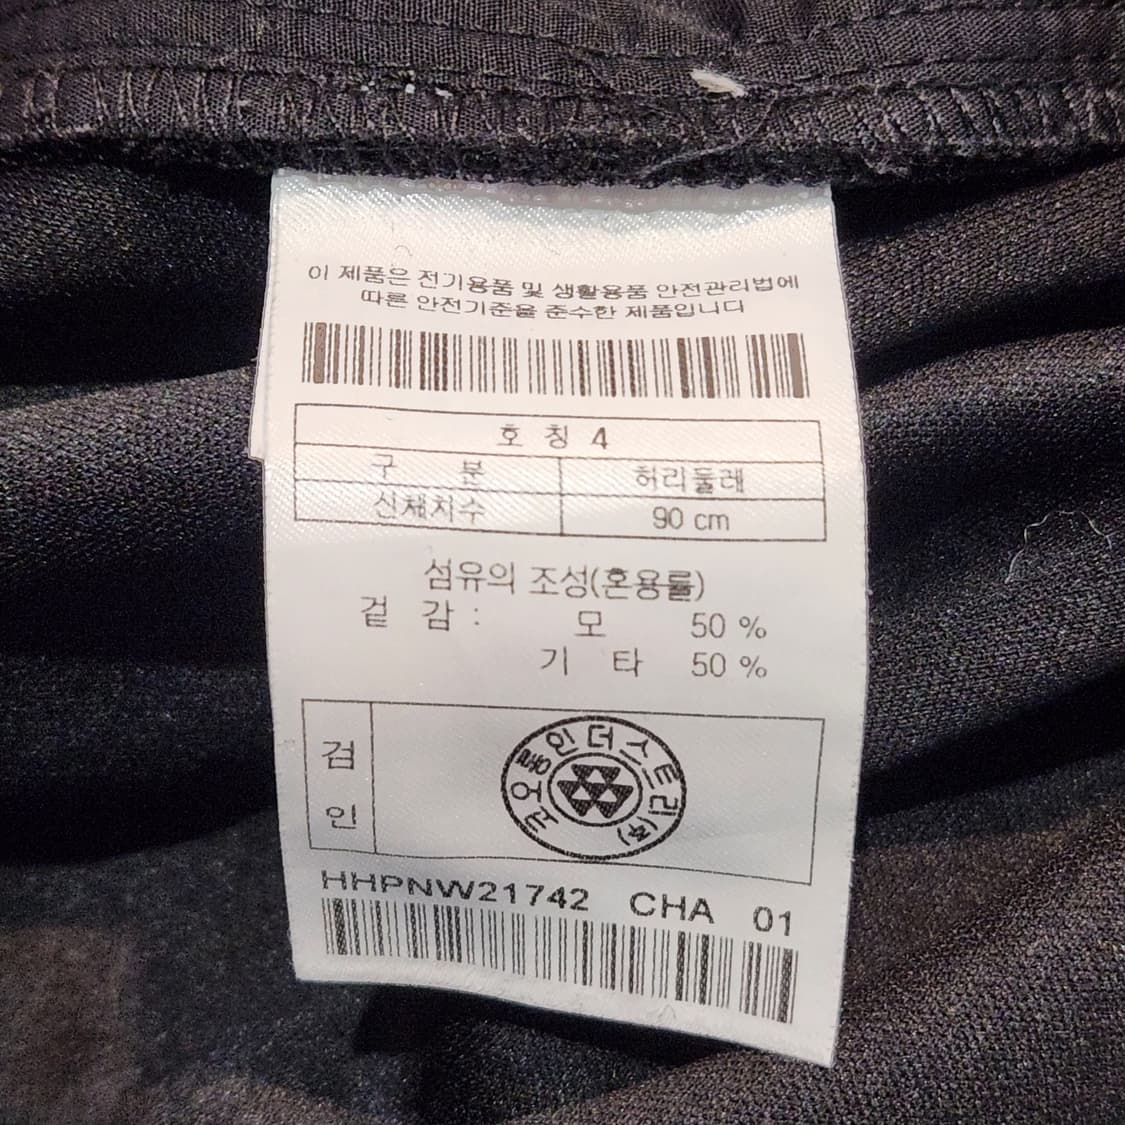 이 제품은 전기용품 및 생활용품 안전관리법에
따른 안전기준을 준수한 제품입니다
호 칭 4
구 분 허리둘레
신체치수 90 cm
섬유의 조성(혼용률)
겉 감 : 모 50 %
기 타 50 %
검
인
코오롱인더스트리(주)
HHPNW21742 CHA 01